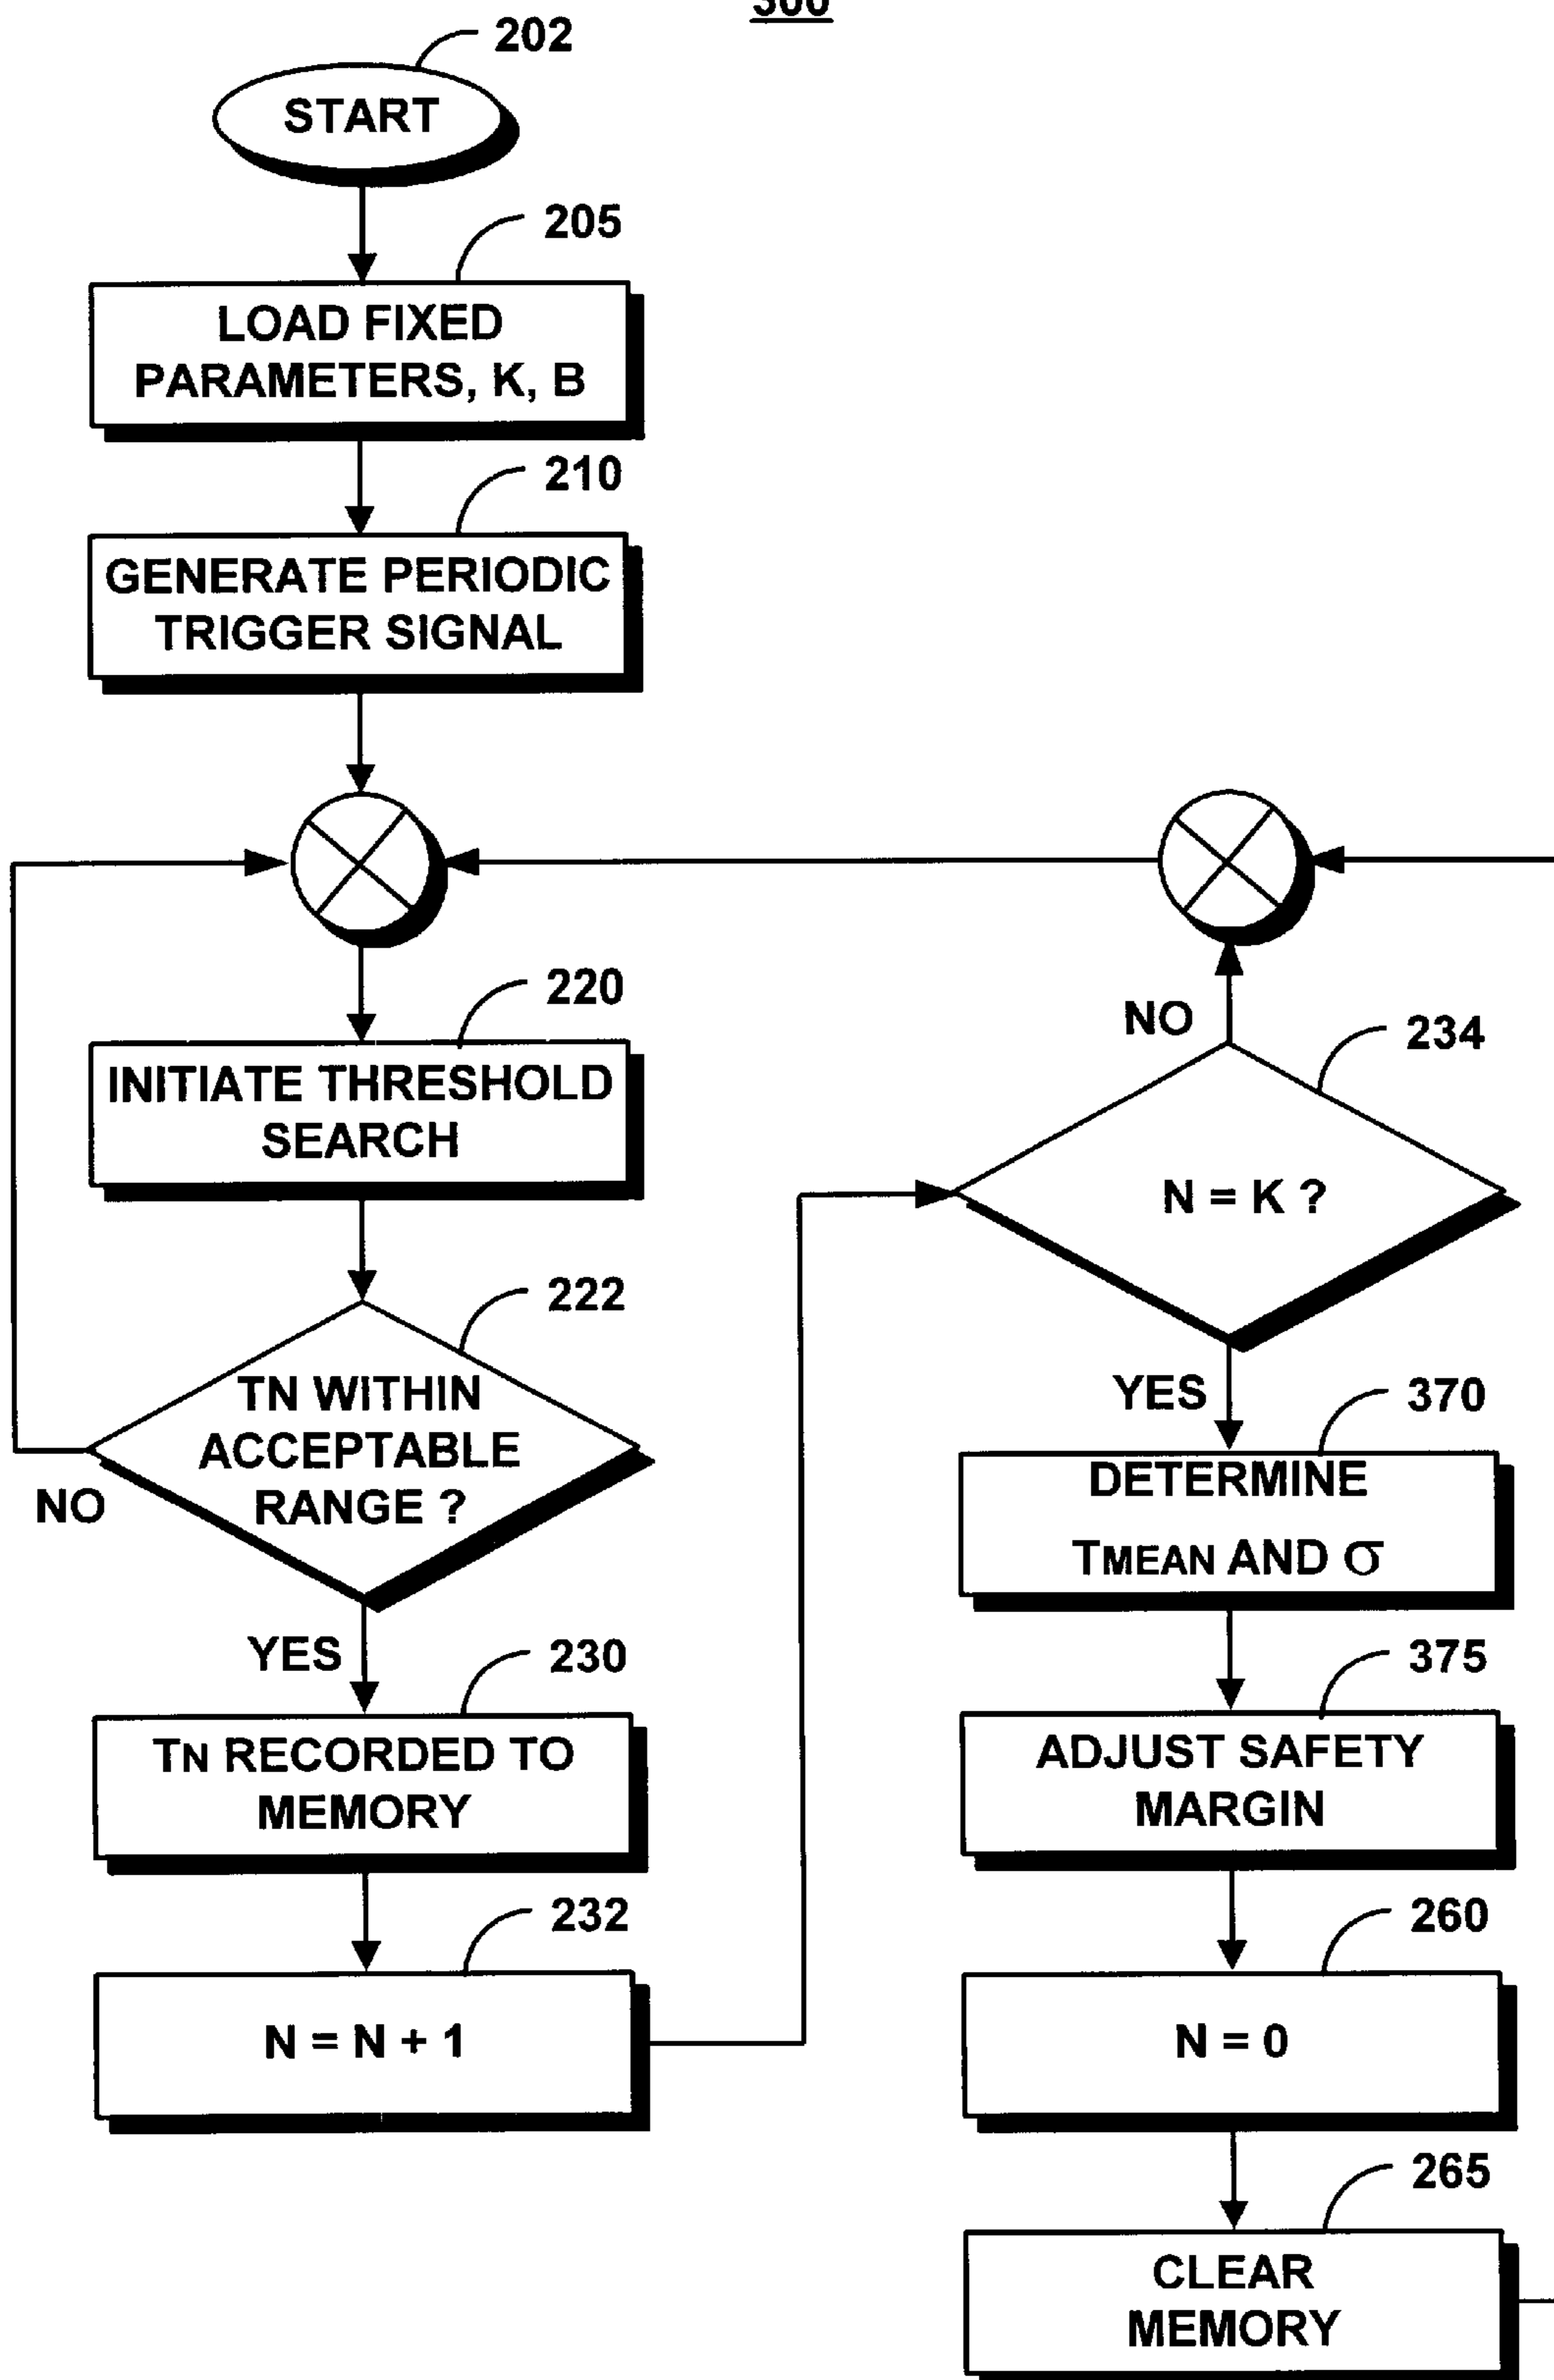 300
202
START
205
LOAD FIXED
PARAMETERS, K, B
210
GENERATE PERIODIC
TRIGGER SIGNAL
220
INITIATE THRESHOLD
SEARCH
222
TN WITHIN
ACCEPTABLE
RANGE ?
NO
YES
230
TN RECORDED TO
MEMORY
232
N = N + 1
NO
234
N = K ?
YES
370
DETERMINE
TMEAN AND σ
375
ADJUST SAFETY
MARGIN
260
N = 0
265
CLEAR
MEMORY